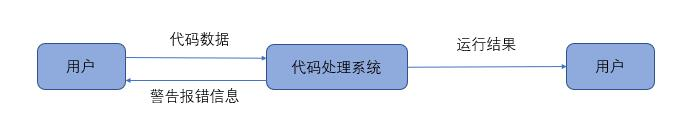 代码数据
运行结果
用户
代码处理系统
用户
警告报错信息